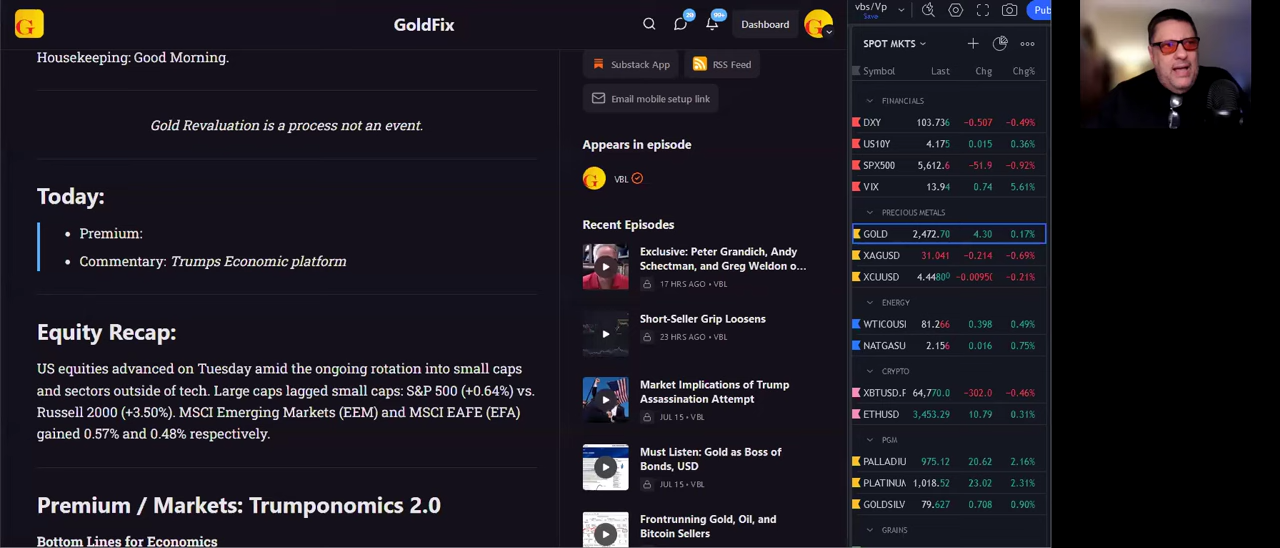 GoldFix
28
99+
Dashboard
Housekeeping: Good Morning.
Gold Revaluation is a process not an event.
Today:
• Premium:
• Commentary: Trumps Economic platform
Equity Recap:
US equities advanced on Tuesday amid the ongoing rotation into small caps
and sectors outside of tech. Large caps lagged small caps: S&P 500 (+0.64%) vs.
Russell 2000 (+3.50%). MSCI Emerging Markets (EEM) and MSCI EAFE (EFA)
gained 0.57% and 0.48% respectively.
Premium / Markets: Trumponomics 2.0
Bottom Lines for Economics
Substack App
RSS Feed
Email mobile setup link
Appears in episode
VBL
Recent Episodes
Exclusive: Peter Grandich, Andy
Schectman, and Greg Weldon o...
17 HRS AGO • VBL
Short-Seller Grip Loosens
23 HRS AGO • VBL
Market Implications of Trump
Assassination Attempt
JUL 15 • VBL
Must Listen: Gold as Boss of
Bonds, USD
JUL 15 • VBL
Frontrunning Gold, Oil, and
Bitcoin Sellers
vbs/Vp
Save
Pub
SPOT MKTS
Symbol Last Chg Chg%
FINANCIALS
DXY 103.736 −0.507 −0.49%
US10Y 4.175 0.015 0.36%
SPX500 5,612.6 −51.9 −0.92%
VIX 13.94 0.74 5.61%
PRECIOUS METALS
GOLD 2,472.70 4.30 0.17%
XAGUSD 31.041 −0.214 −0.69%
XCUUSD 4.4480 −0.0095( −0.21%
ENERGY
WTICOUSI 81.266 0.398 0.49%
NATGASU 2.156 0.016 0.75%
CRYPTO
XBTUSD.F 64,770.0 −302.0 −0.46%
ETHUSD 3,453.29 10.79 0.31%
PGM
PALLADIU 975.12 20.62 2.16%
PLATINUM 1,018.52 23.02 2.31%
GOLDSILV 79.627 0.708 0.90%
GRAINS